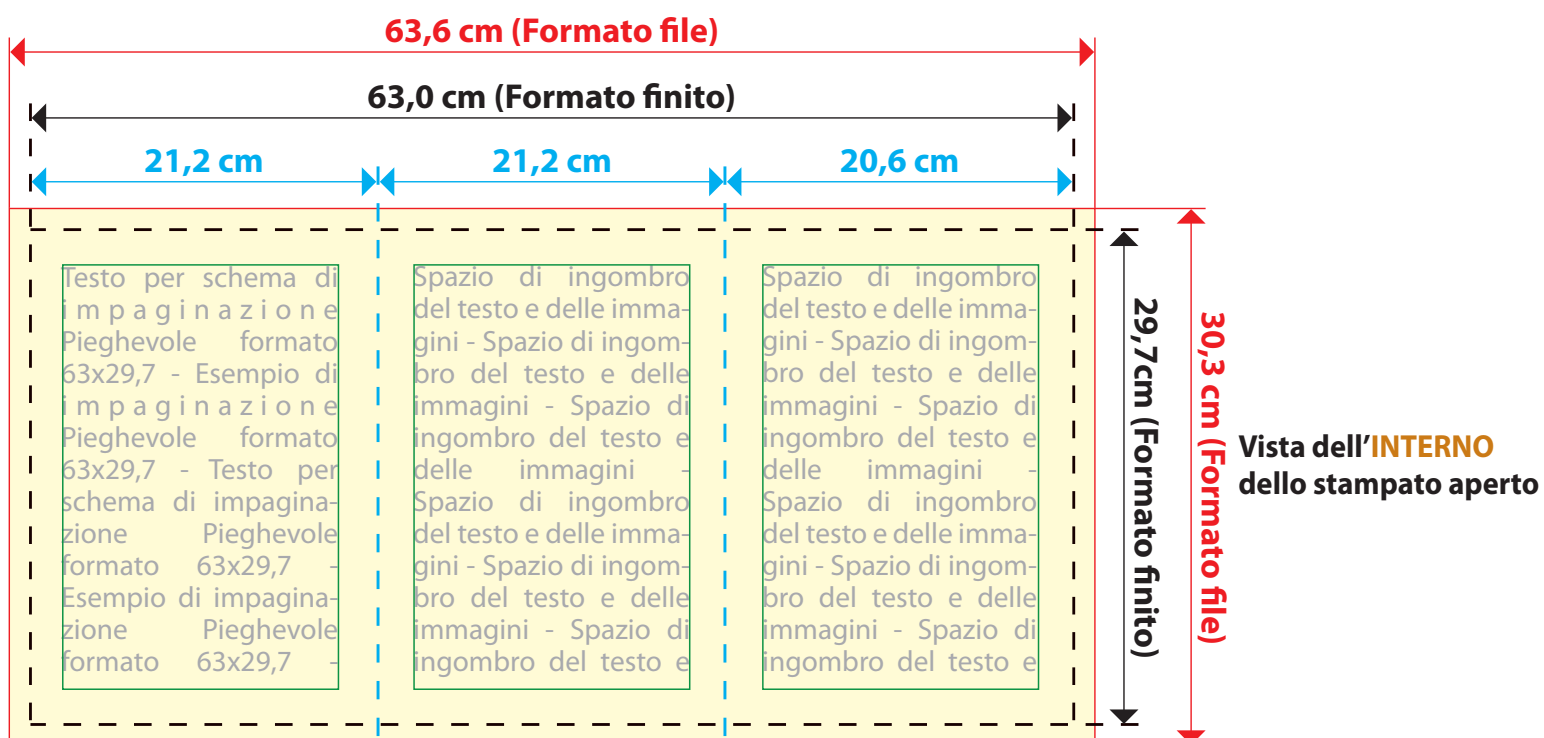 63,6 cm (Formato file)
63,0 cm (Formato finito)
21,2 cm
21,2 cm
20,6 cm
Testo per schema di
impaginazione
Pieghevole formato
63x29,7 - Esempio di
impaginazione
Pieghevole formato
63x29,7 - Testo per
schema di impagina-
zione Pieghevole
formato 63x29,7 -
Esempio di impagina-
zione Pieghevole
formato 63x29,7 -
Spazio di ingombro
del testo e delle imma-
gini - Spazio di ingom-
bro del testo e delle
immagini - Spazio di
ingombro del testo e
delle immagini -
Spazio di ingombro
del testo e delle imma-
gini - Spazio di ingom-
bro del testo e delle
immagini - Spazio di
ingombro del testo e
Spazio di ingombro
del testo e delle imma-
gini - Spazio di ingom-
bro del testo e delle
immagini - Spazio di
ingombro del testo e
delle immagini -
Spazio di ingombro
del testo e delle imma-
gini - Spazio di ingom-
bro del testo e delle
immagini - Spazio di
ingombro del testo e
29,7cm (Formato finito)
30,3 cm (Formato file)
Vista dell’INTERNO
dello stampato aperto